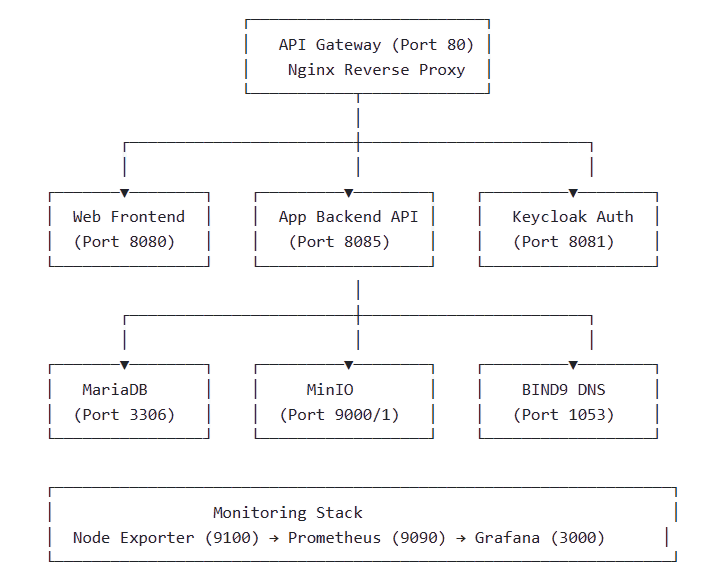 API Gateway (Port 80)
Nginx Reverse Proxy
Web Frontend
(Port 8080)
App Backend API
(Port 8085)
Keycloak Auth
(Port 8081)
MariaDB
(Port 3306)
MinIO
(Port 9000/1)
BIND9 DNS
(Port 1053)
Monitoring Stack
Node Exporter (9100) → Prometheus (9090) → Grafana (3000)